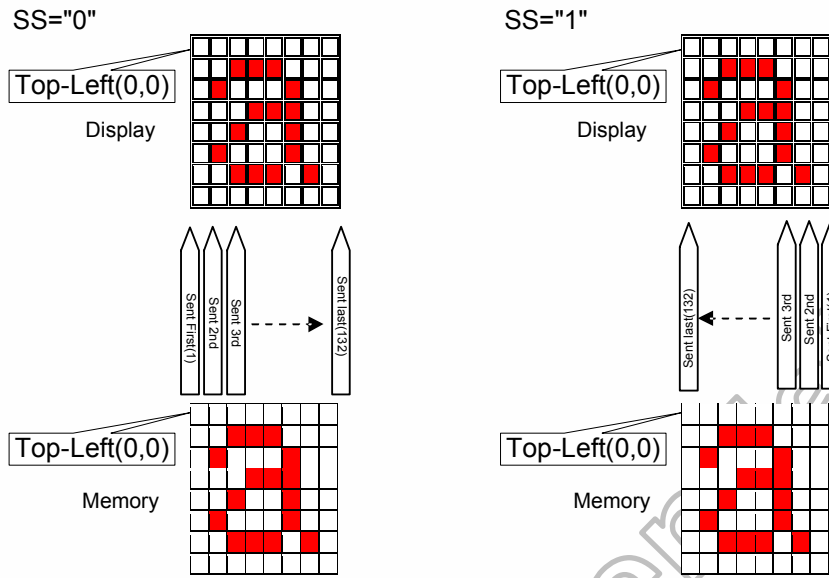 SS="0"
Top-Left(0,0)
Display
Sent First(1)
Sent 2nd
Sent 3rd
Sent last(132)
Top-Left(0,0)
Memory
SS="1"
Top-Left(0,0)
Display
Sent last(132)
Sent 3rd
Sent 2nd
Top-Left(0,0)
Memory